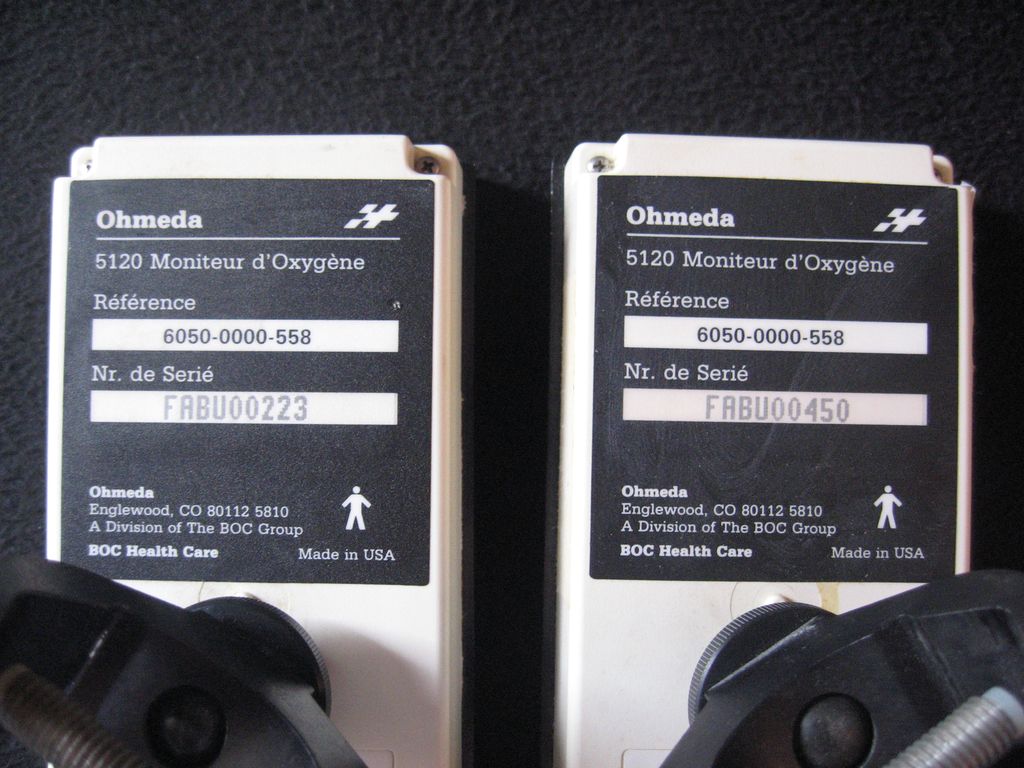 Ohmeda
5120 Moniteur d'Oxygène
Référence
6050-0000-558
Nr. de Serié
FABU00223
Ohmeda
Englewood, CO 80112 5810
A Division of The BOC Group
BOC Health Care
Made in USA
Ohmeda
5120 Moniteur d'Oxygène
Référence
6050-0000-558
Nr. de Serié
FABU00450
Ohmeda
Englewood, CO 80112 5810
A Division of The BOC Group
BOC Health Care
Made in USA